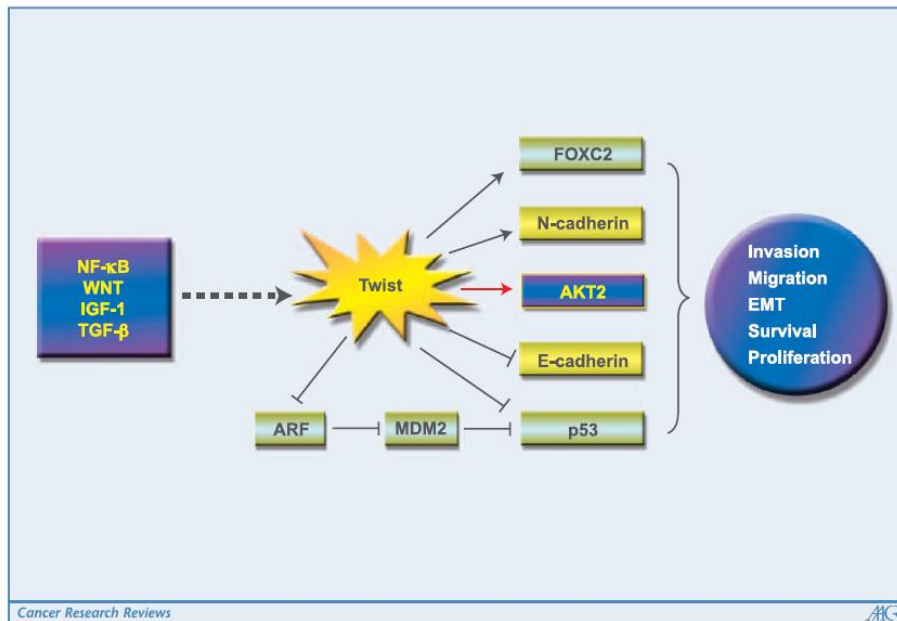 NF-κB
WNT
IGF-1
TGF-β
Twist
FOXC2
N-cadherin
AKT2
E-cadherin
ARF
MDM2
p53
Invasion
Migration
EMT
Survival
Proliferation
Cancer Research Reviews